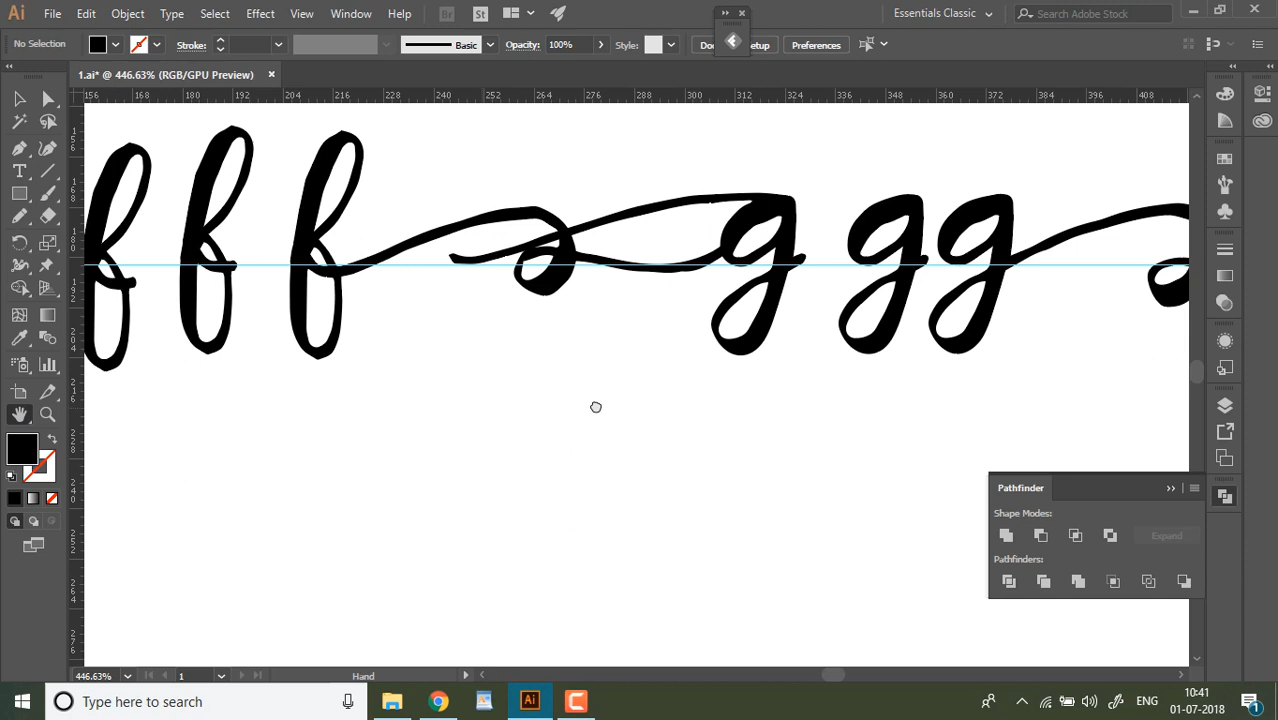 Ai File Edit Object Type Select Effect View Window Help Br St Essentials Classic Search Adobe Stock
No Selection Stroke: Basic Opacity: 100% Style: Preferences
1.ai* @ 446.63% (RGB/GPU Preview)
156 168 180 192 204 216 228 240 252 264 276 288 300 312 324 336 348 360 372 384 396 408
f f f g g g
Pathfinder
Shape Modes:
Expand
Pathfinders:
446.63% 1 Hand
Type here to search Ai ENG 10:41
01-07-2018